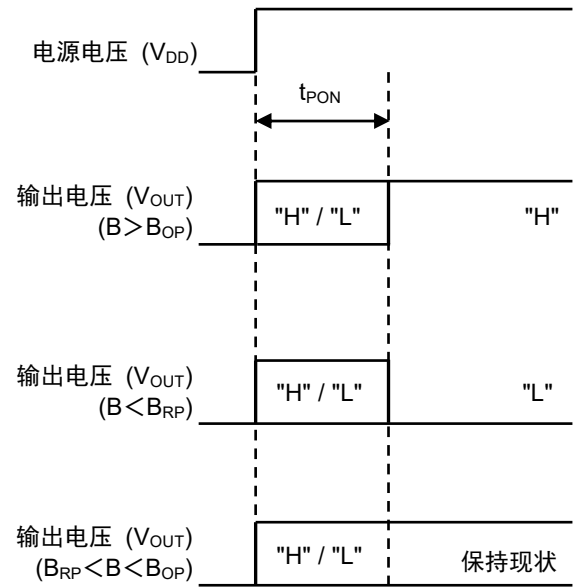 电源电压 (VDD)
tPON
输出电压 (VOUT)
(B＞BOP)
"H" / "L"
"H"
输出电压 (VOUT)
(B＜BRP)
"H" / "L"
"L"
输出电压 (VOUT)
(BRP＜B＜BOP)
"H" / "L"
保持现状